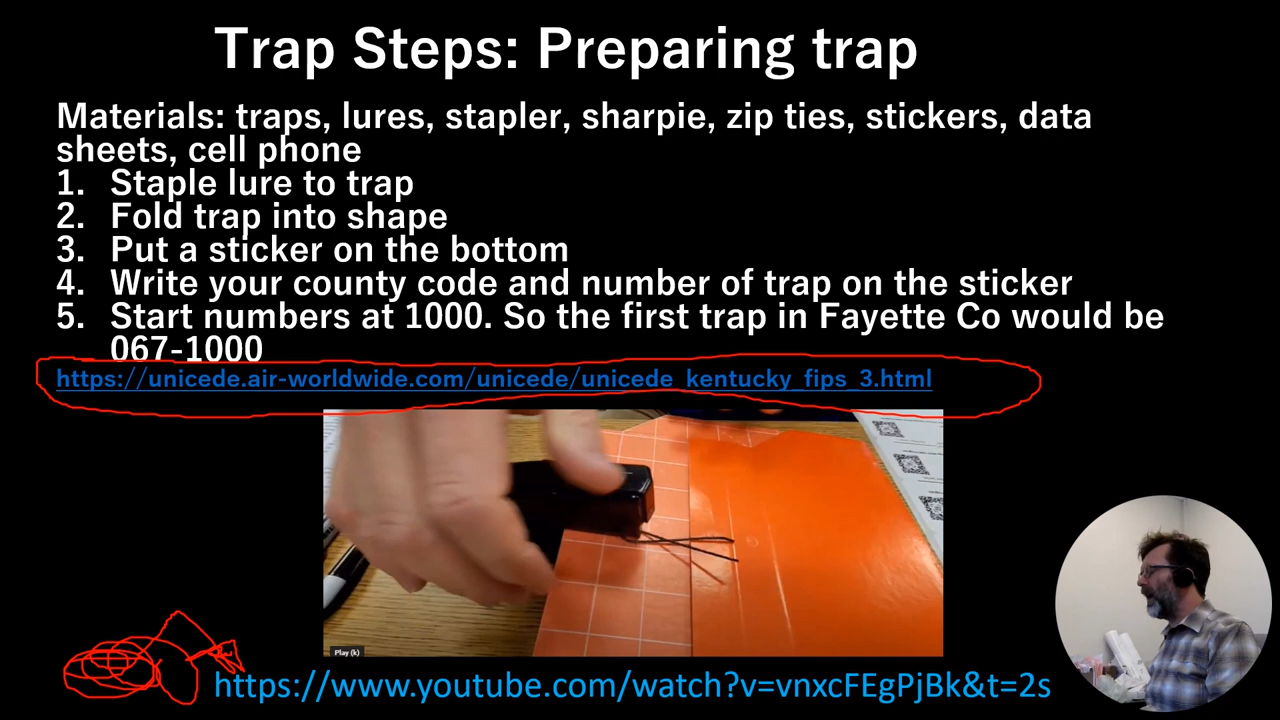 Trap Steps: Preparing trap
Materials: traps, lures, stapler, sharpie, zip ties, stickers, data
sheets, cell phone
1. Staple lure to trap
2. Fold trap into shape
3. Put a sticker on the bottom
4. Write your county code and number of trap on the sticker
5. Start numbers at 1000. So the first trap in Fayette Co would be
067-1000
https://unicede.air-worldwide.com/unicede/unicede_kentucky_fips_3.html
Play (k)
https://www.youtube.com/watch?v=vnxcFEgPjBk&t=2s